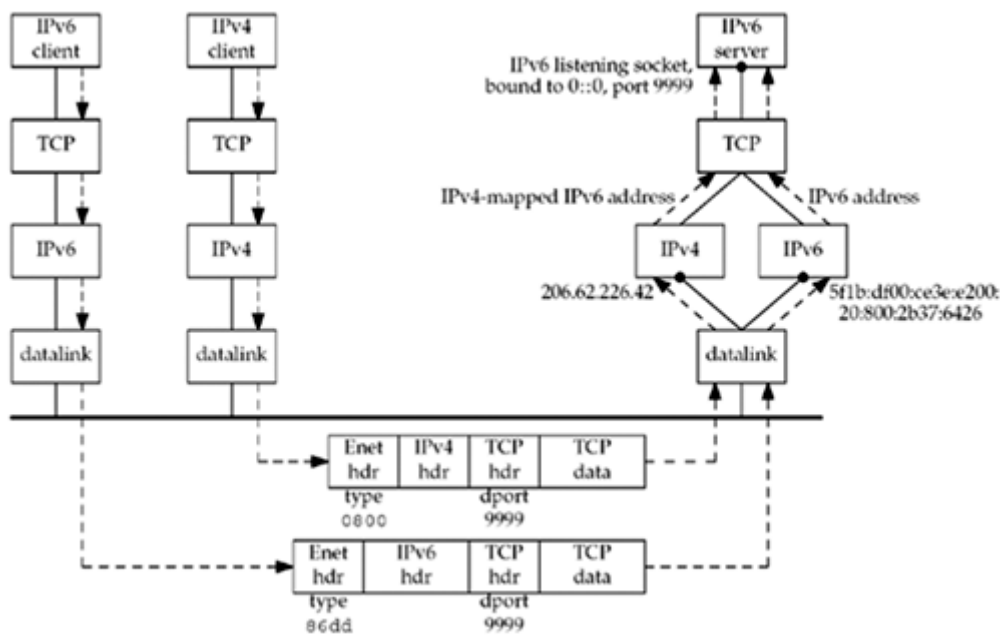 IPv6
client
IPv4
client
IPv6
server
IPv6 listening socket,
bound to 0::0, port 9999
TCP
TCP
TCP
IPv4-mapped IPv6 address
IPv6 address
IPv6
IPv4
IPv4
IPv6
206.62.226.42
5f1b:df00:ce3e:e200:
20:800:2b37:6426
datalink
datalink
datalink
Enet
hdr
IPv4
hdr
TCP
hdr
TCP
data
type
0800
dport
9999
Enet
hdr
IPv6
hdr
TCP
hdr
TCP
data
type
86dd
dport
9999